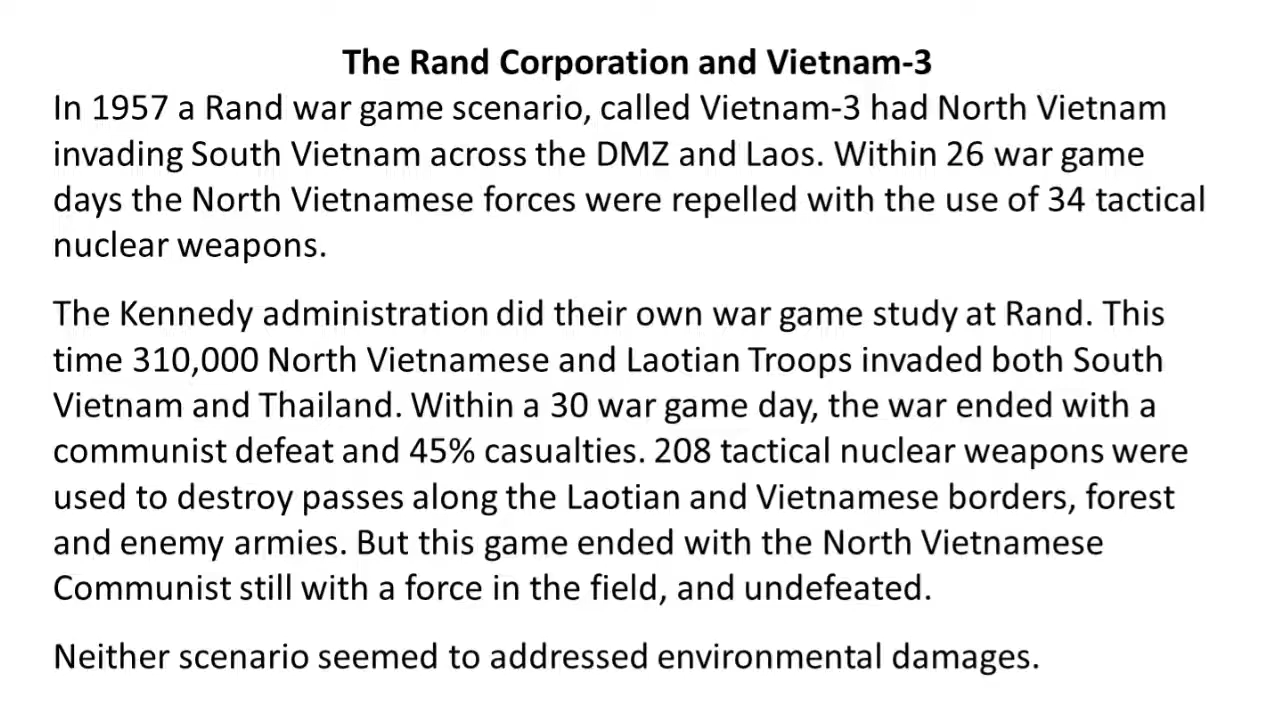 The Rand Corporation and Vietnam-3
In 1957 a Rand war game scenario, called Vietnam-3 had North Vietnam
invading South Vietnam across the DMZ and Laos. Within 26 war game
days the North Vietnamese forces were repelled with the use of 34 tactical
nuclear weapons.
The Kennedy administration did their own war game study at Rand. This
time 310,000 North Vietnamese and Laotian Troops invaded both South
Vietnam and Thailand. Within a 30 war game day, the war ended with a
communist defeat and 45% casualties. 208 tactical nuclear weapons were
used to destroy passes along the Laotian and Vietnamese borders, forest
and enemy armies. But this game ended with the North Vietnamese
Communist still with a force in the field, and undefeated.
Neither scenario seemed to addressed environmental damages.